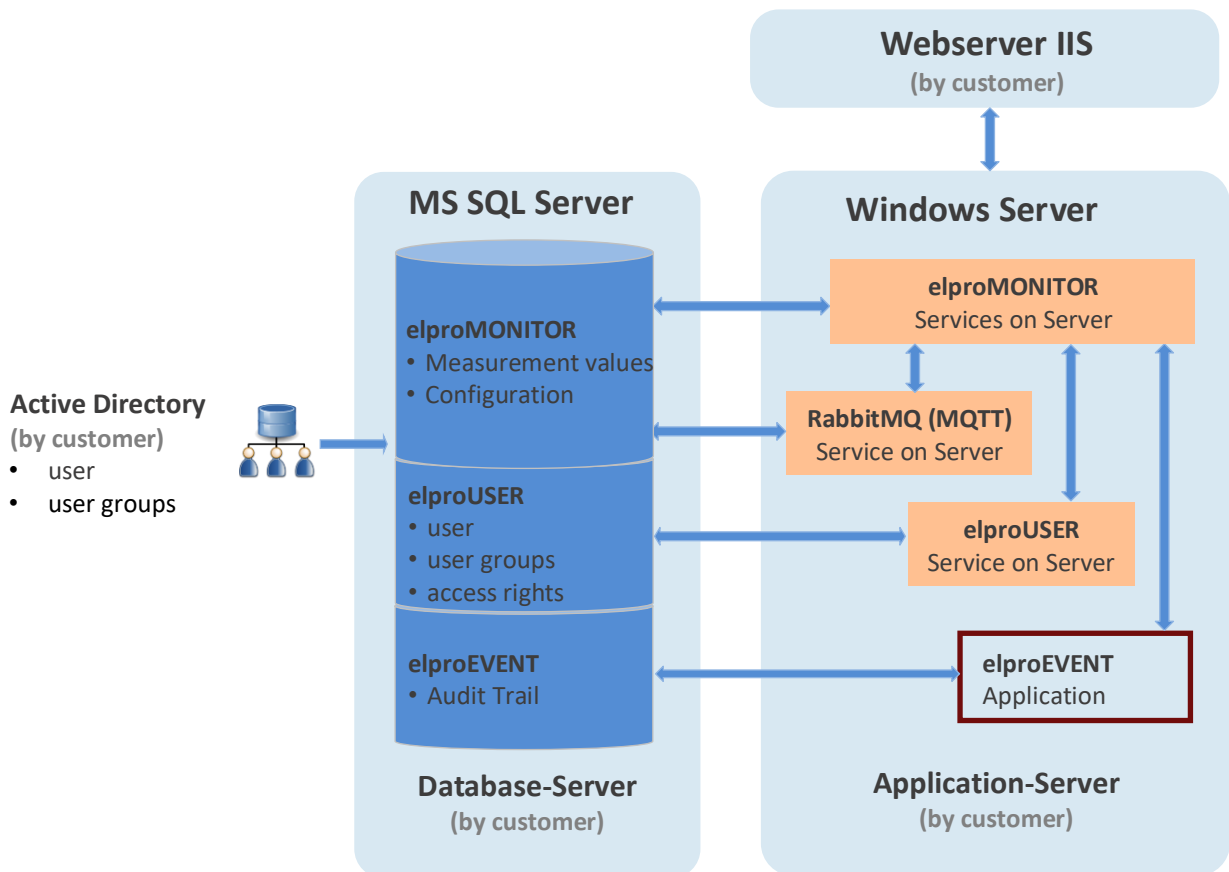 Webserver IIS
(by customer)
MS SQL Server
Windows Server
elproMONITOR
• Measurement values
• Configuration
elproMONITOR
Services on Server
Active Directory
(by customer)
• user
• user groups
RabbitMQ (MQTT)
Service on Server
elproUSER
• user
• user groups
• access rights
elproUSER
Service on Server
elproEVENT
• Audit Trail
elproEVENT
Application
Database-Server
(by customer)
Application-Server
(by customer)